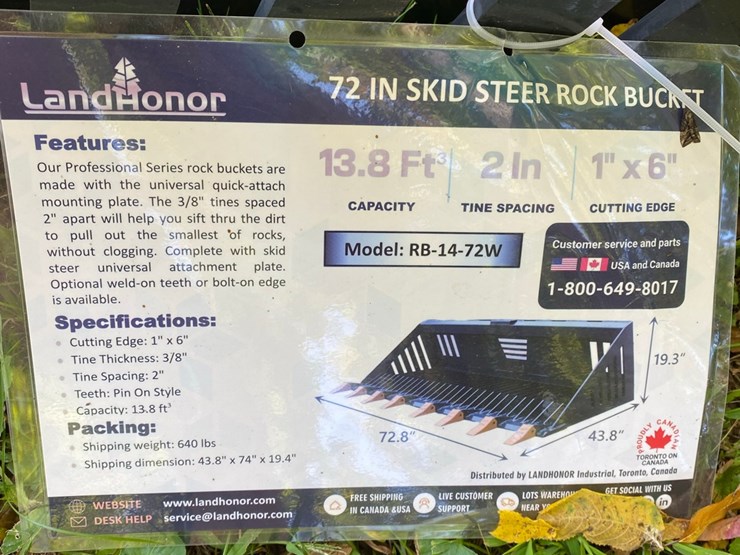 LandHonor
72 IN SKID STEER ROCK BUCKET
Features:
Our Professional Series rock buckets are
made with the universal quick-attach
mounting plate. The 3/8" tines spaced
2" apart will help you sift thru the dirt
to pull out the smallest of rocks,
without clogging. Complete with skid
steer universal attachment plate.
Optional weld-on teeth or bolt-on edge
is available.
13.8 Ft³
CAPACITY
2 In
TINE SPACING
1" x 6"
CUTTING EDGE
Model: RB-14-72W
Customer service and parts
USA and Canada
1-800-649-8017
Specifications:
Cutting Edge: 1" x 6"
Tine Thickness: 3/8"
Tine Spacing: 2"
Teeth: Pin On Style
Capacity: 13.8 ft³
Packing:
Shipping weight: 640 lbs
Shipping dimension: 43.8" x 74" x 19.4"
19.3"
72.8"
43.8"
PROUDLY CANADIAN
TORONTO ON
CANADA
Distributed by LANDHONOR Industrial, Toronto, Canada
WEBSITE www.landhonor.com
DESK HELP service@landhonor.com
FREE SHIPPING
IN CANADA &USA
LIVE CUSTOMER
SUPPORT
LOTS
NEAR
GET SOCIAL WITH US
in